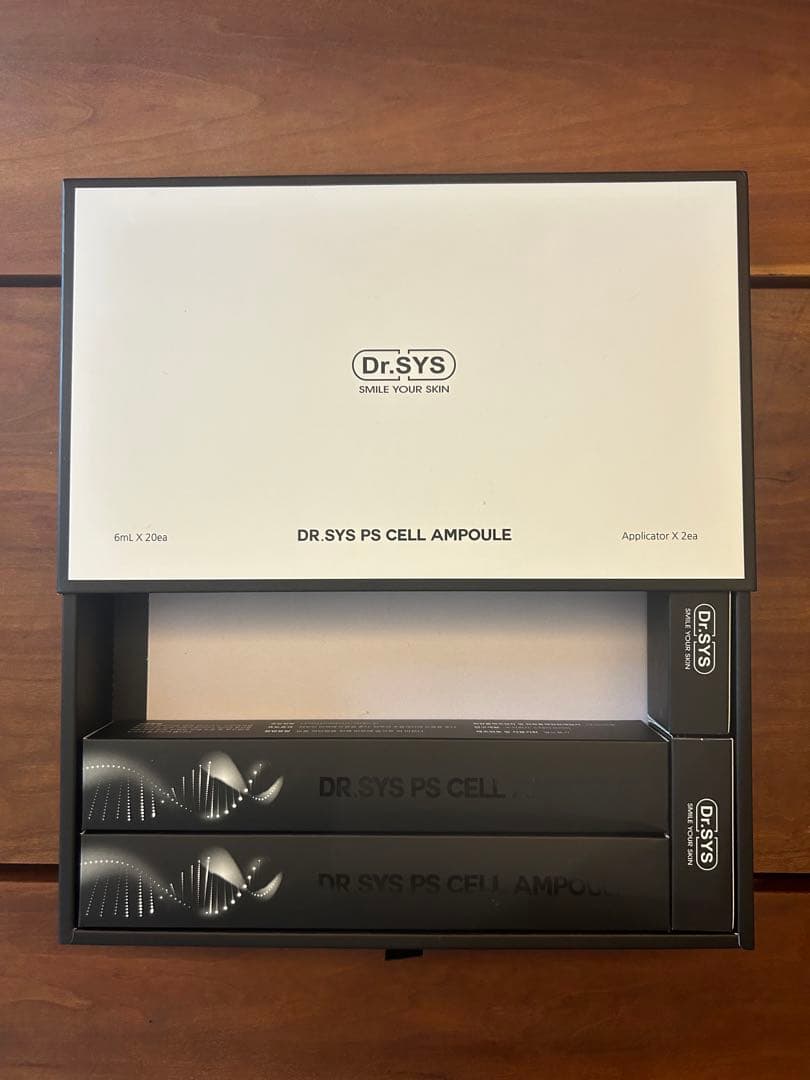 Dr.SYS
SMILE YOUR SKIN
6mL X 20ea
DR.SYS PS CELL AMPOULE
Applicator X 2ea
Dr.SYS
SMILE YOUR SKIN
DR.SYS PS CELL
Dr.SYS
SMILE YOUR SKIN
DR.SYS PS CELL AMPOUL